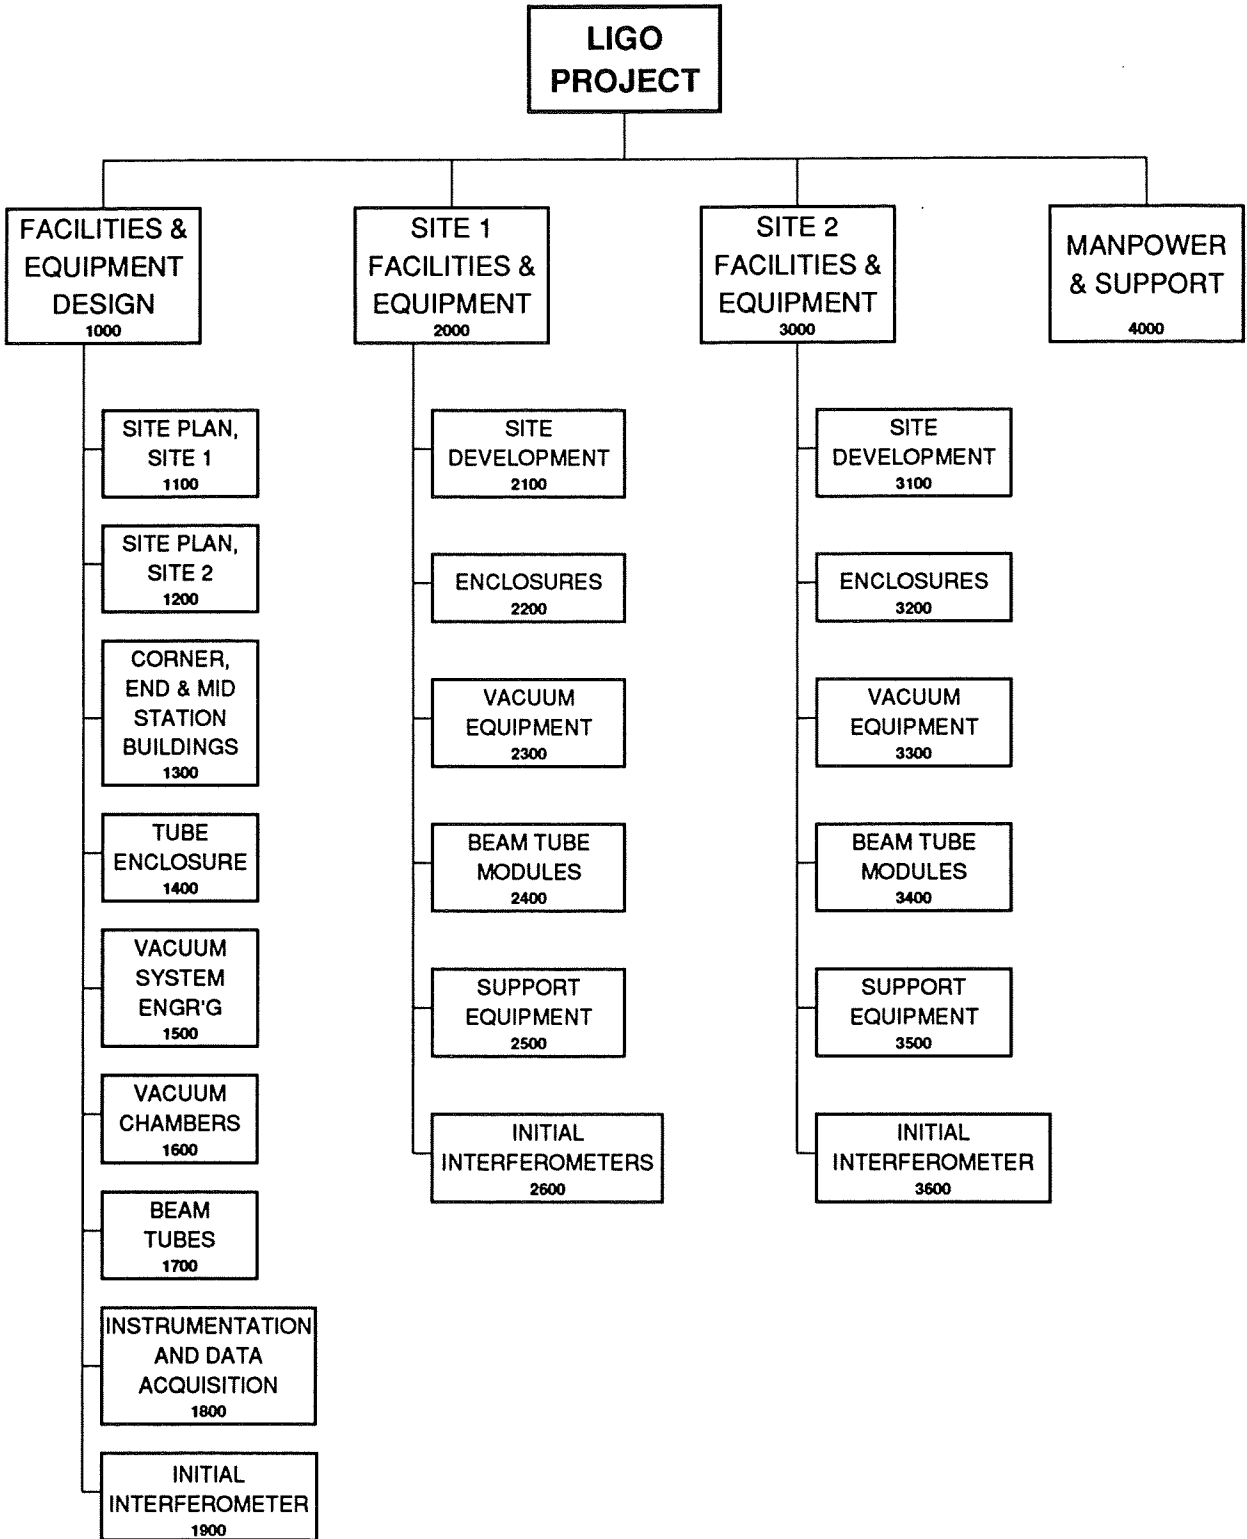 LIGO
PROJECT
FACILITIES &
EQUIPMENT
DESIGN
1000
SITE 1
FACILITIES &
EQUIPMENT
2000
SITE 2
FACILITIES &
EQUIPMENT
3000
MANPOWER
& SUPPORT
4000
SITE PLAN,
SITE 1
1100
SITE PLAN,
SITE 2
1200
CORNER,
END & MID
STATION
BUILDINGS
1300
TUBE
ENCLOSURE
1400
VACUUM
SYSTEM
ENGR'G
1500
VACUUM
CHAMBERS
1600
BEAM
TUBES
1700
INSTRUMENTATION
AND DATA
ACQUISITION
1800
INITIAL
INTERFEROMETER
1900
SITE
DEVELOPMENT
2100
ENCLOSURES
2200
VACUUM
EQUIPMENT
2300
BEAM TUBE
MODULES
2400
SUPPORT
EQUIPMENT
2500
INITIAL
INTERFEROMETERS
2600
SITE
DEVELOPMENT
3100
ENCLOSURES
3200
VACUUM
EQUIPMENT
3300
BEAM TUBE
MODULES
3400
SUPPORT
EQUIPMENT
3500
INITIAL
INTERFEROMETER
3600